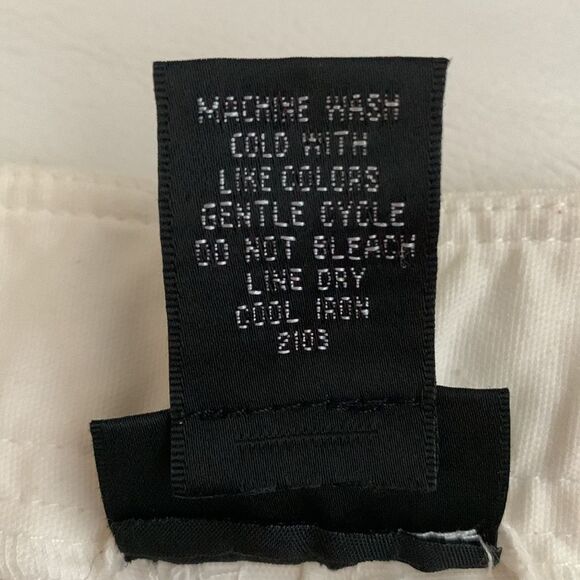 MACHINE WASH
COLD WITH
LIKE COLORS
GENTLE CYCLE
DO NOT BLEACH
LINE DRY
COOL IRON
2103